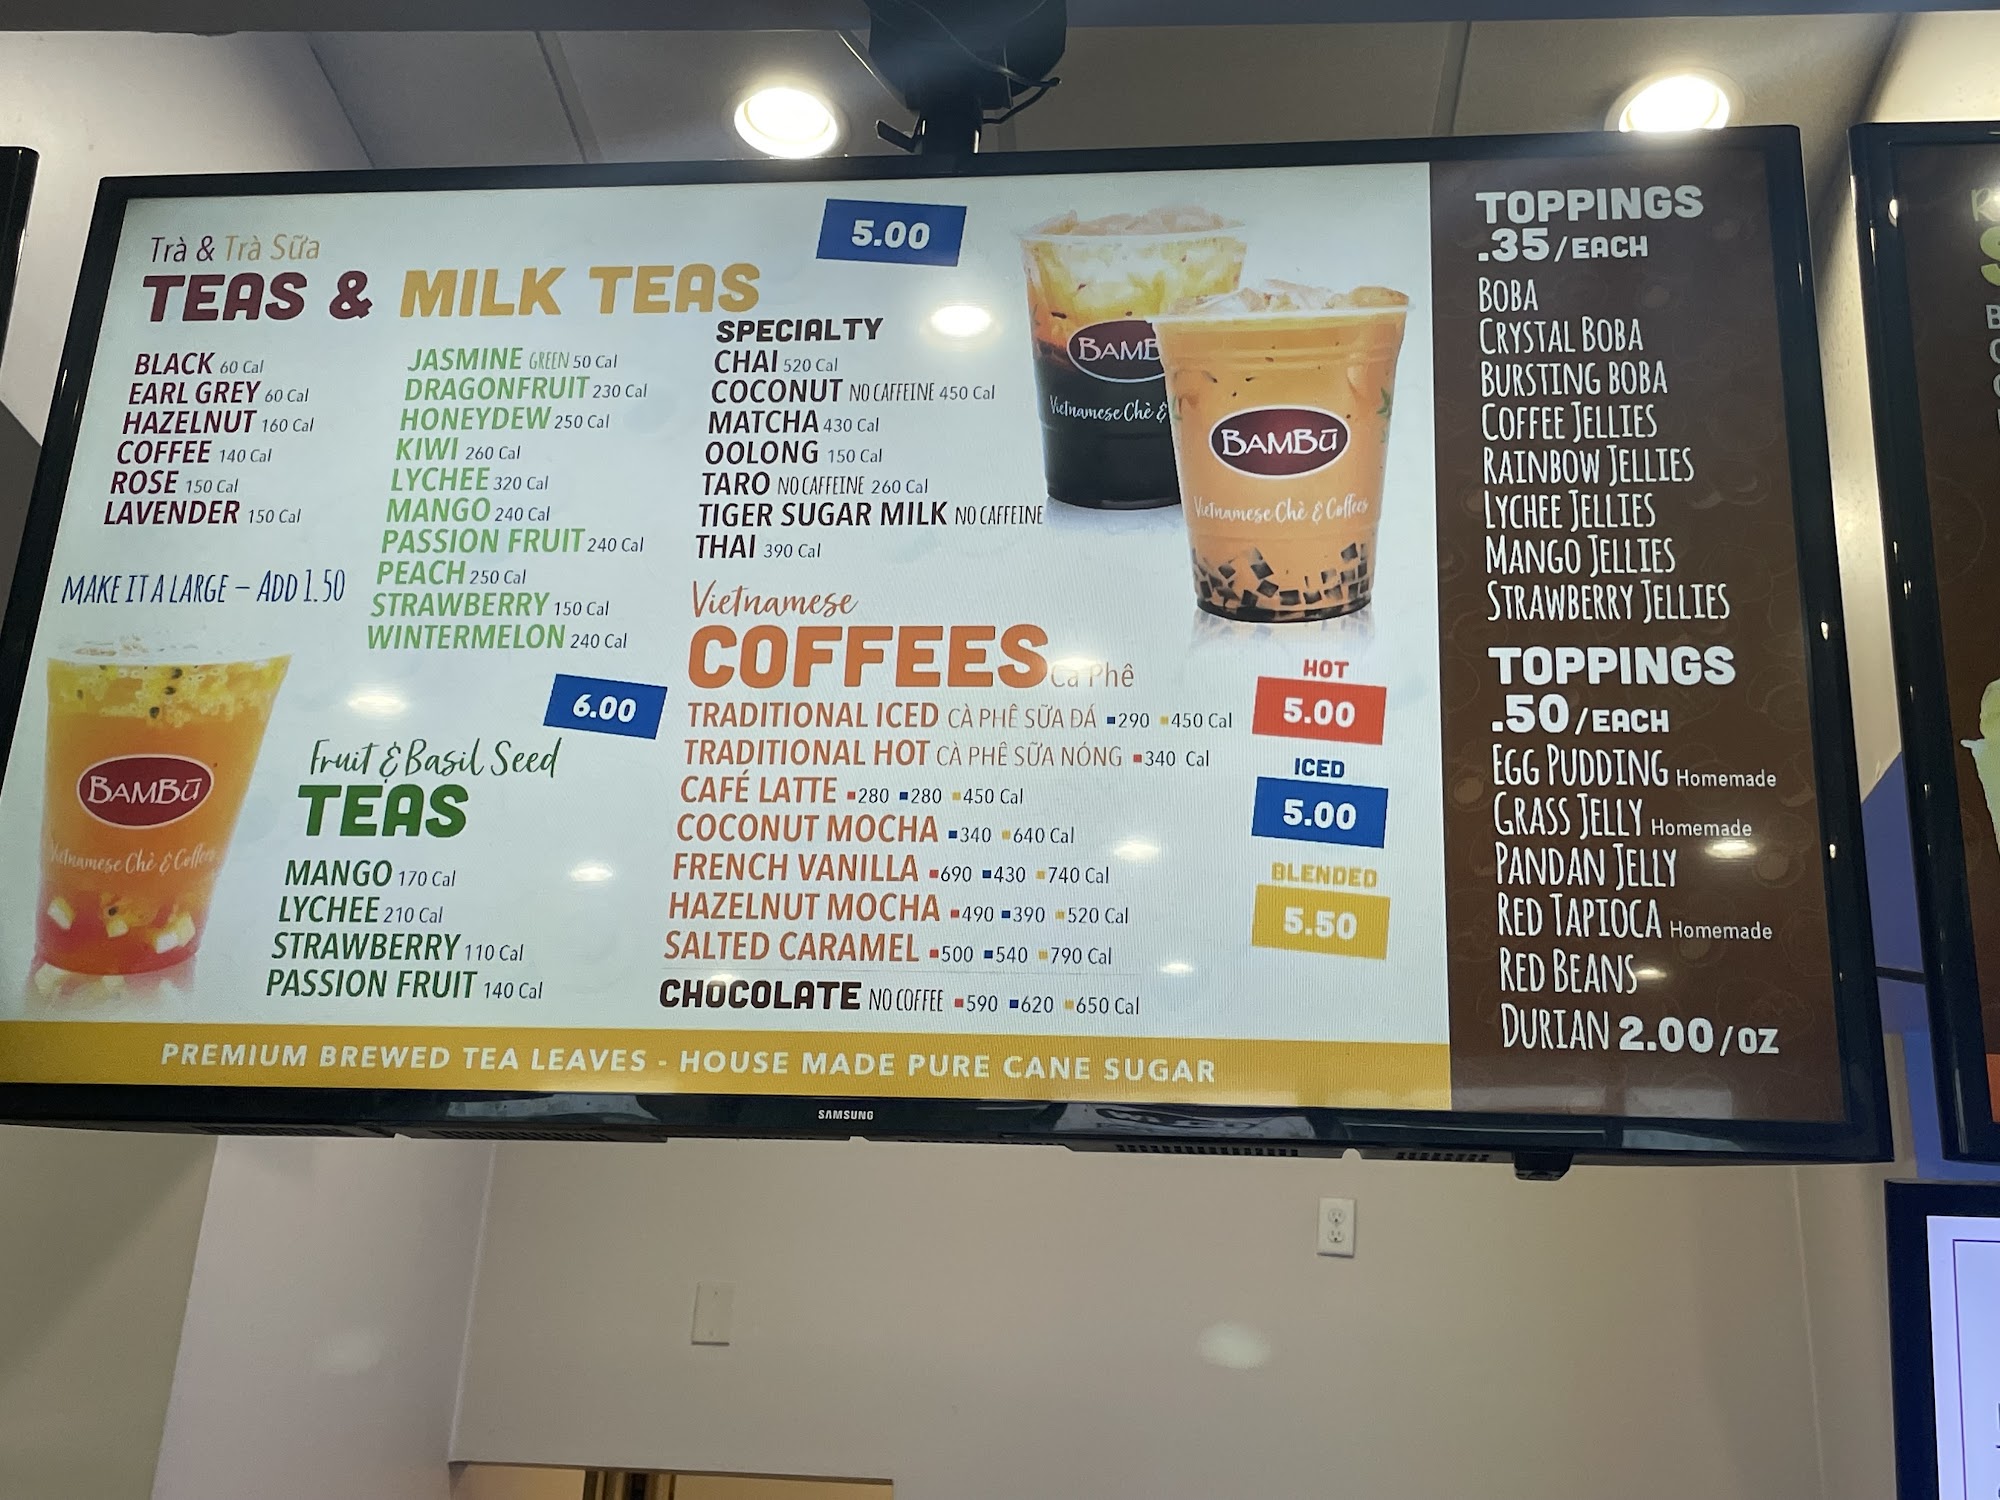 Trà & Trà Sữa
TEAS & MILK TEAS
5.00
BLACK 60 Cal
EARL GREY 60 Cal
HAZELNUT 160 Cal
COFFEE 140 Cal
ROSE 150 Cal
LAVENDER 150 Cal
MAKE IT A LARGE – ADD 1.50
JASMINE GREEN 50 Cal
DRAGONFRUIT 230 Cal
HONEYDEW 250 Cal
KIWI 260 Cal
LYCHEE 320 Cal
MANGO 240 Cal
PASSION FRUIT 240 Cal
PEACH 250 Cal
STRAWBERRY 150 Cal
WINTERMELON 240 Cal
SPECIALTY
CHAI 520 Cal
COCONUT NO CAFFEINE 450 Cal
MATCHA 430 Cal
OOLONG 150 Cal
TARO NO CAFFEINE 260 Cal
TIGER SUGAR MILK NO CAFFEINE
THAI 390 Cal
BAMB
Vietnamese Chè &
BAMBŪ
Vietnamese Chè & Coffees
BAMBŪ
Vietnamese Chè & Coffees
6.00
Fruit & Basil Seed
TEAS
MANGO 170 Cal
LYCHEE 210 Cal
STRAWBERRY 110 Cal
PASSION FRUIT 140 Cal
Vietnamese
COFFEES Cà Phê
TRADITIONAL ICED CÀ PHÊ SỮA ĐÁ 290 450 Cal
TRADITIONAL HOT CÀ PHÊ SỮA NÓNG 340 Cal
CAFÉ LATTE 280 280 450 Cal
COCONUT MOCHA 340 640 Cal
FRENCH VANILLA 690 430 740 Cal
HAZELNUT MOCHA 490 390 520 Cal
SALTED CARAMEL 500 540 790 Cal
CHOCOLATE NO COFFEE 590 620 650 Cal
HOT
5.00
ICED
5.00
BLENDED
5.50
PREMIUM BREWED TEA LEAVES - HOUSE MADE PURE CANE SUGAR
TOPPINGS
.35/EACH
BOBA
CRYSTAL BOBA
BURSTING BOBA
COFFEE JELLIES
RAINBOW JELLIES
LYCHEE JELLIES
MANGO JELLIES
STRAWBERRY JELLIES
TOPPINGS
.50/EACH
EGG PUDDING Homemade
GRASS JELLY Homemade
PANDAN JELLY
RED TAPIOCA Homemade
RED BEANS
DURIAN 2.00/OZ
SAMSUNG